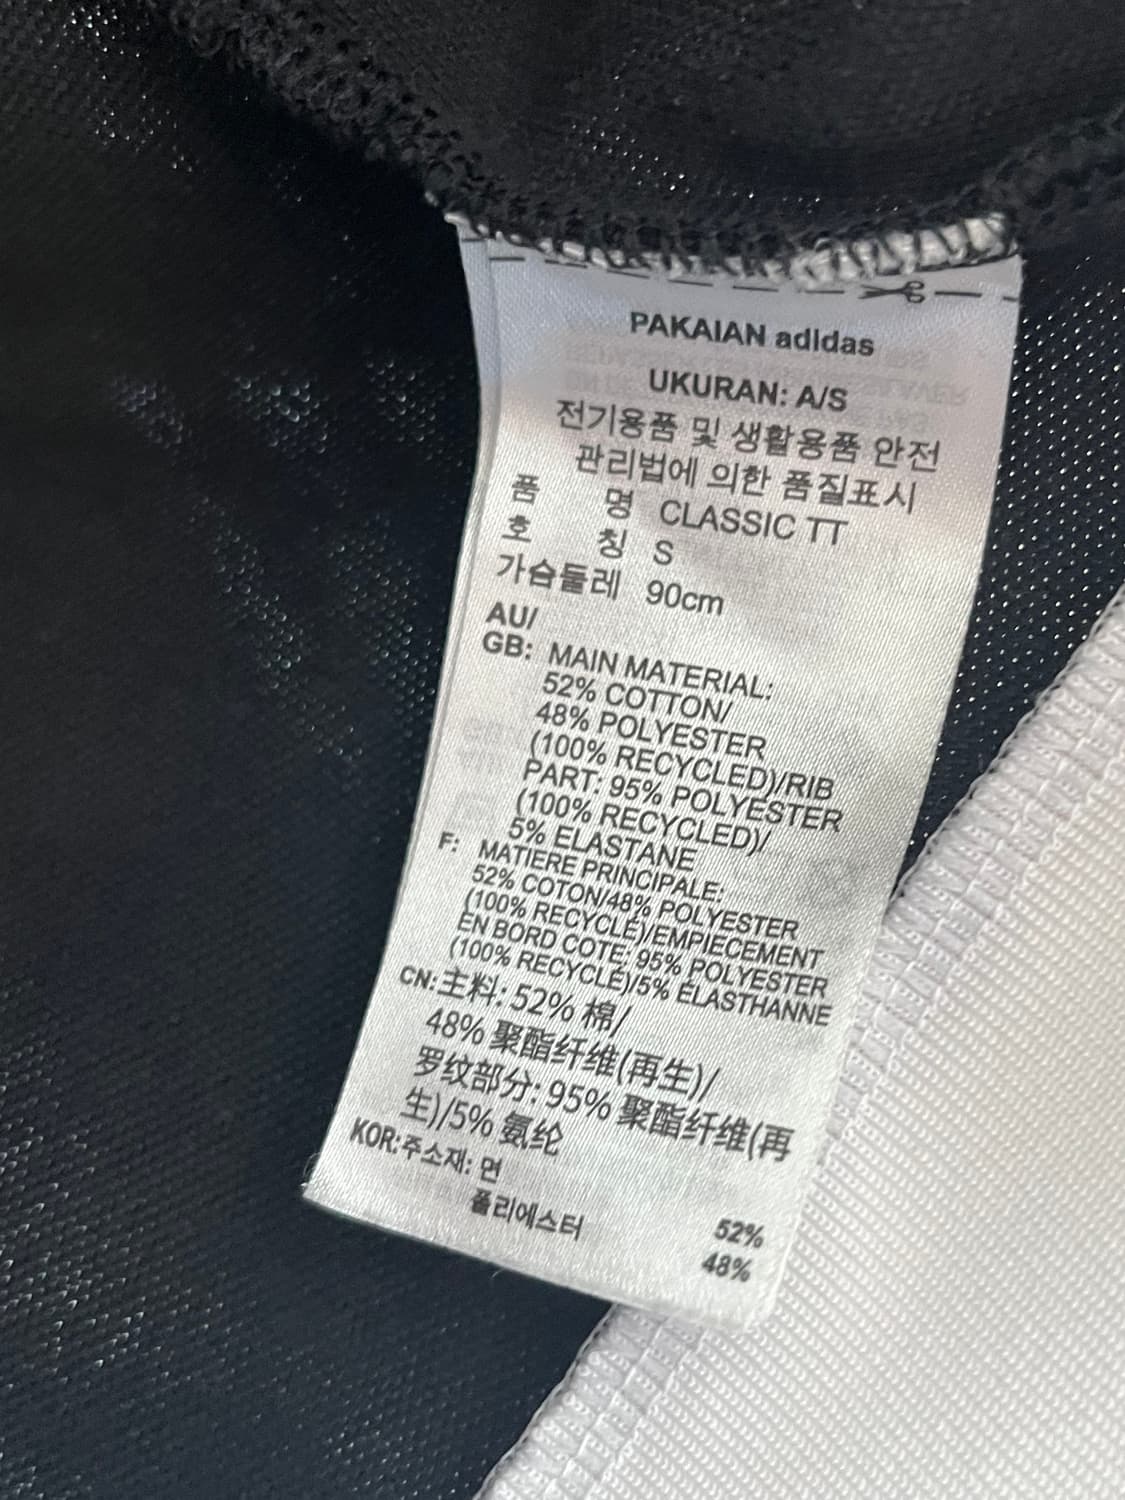 PAKAIAN adidas
UKURAN: A/S
전기용품 및 생활용품 안전
관리법에 의한 품질표시
품 명 CLASSIC TT
호 칭 S
가슴둘레 90cm
AU/
GB: MAIN MATERIAL:
52% COTTON/
48% POLYESTER
(100% RECYCLED)/RIB
PART: 95% POLYESTER
(100% RECYCLED)/
5% ELASTANE
F: MATIERE PRINCIPALE:
52% COTON/48% POLYESTER
(100% RECYCLÉ)/EMPIECEMENT
EN BORD COTE: 95% POLYESTER
(100% RECYCLÉ)/5% ÉLASTHANNE
CN: 主料: 52% 棉/
48% 聚酯纤维(再生)/
罗纹部分: 95% 聚酯纤维(再
生)/5% 氨纶
KOR: 주소재: 면 52%
폴리에스터 48%